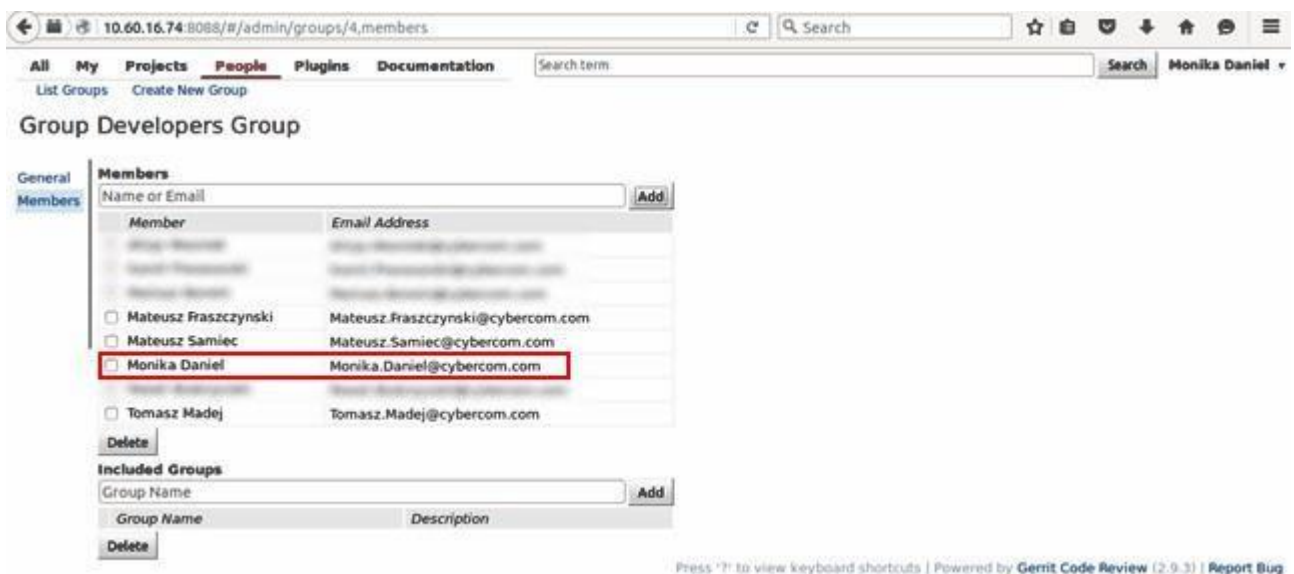 10.60.16.74:8088/#/admin/groups/4,members
Search
All My Projects People Plugins Documentation
Search term
Search
Monika Daniel
List Groups Create New Group
Group Developers Group
General
Members
Members
Name or Email
Add
Member Email Address
Mateusz Fraszczynski Mateusz.Fraszczynski@cybercom.com
Mateusz Samiec Mateusz.Samiec@cybercom.com
Monika Daniel Monika.Daniel@cybercom.com
Tomasz Madej Tomasz.Madej@cybercom.com
Delete
Included Groups
Group Name
Add
Group Name Description
Delete
Press '?' to view keyboard shortcuts | Powered by Gerrit Code Review (2.9.3) | Report Bug